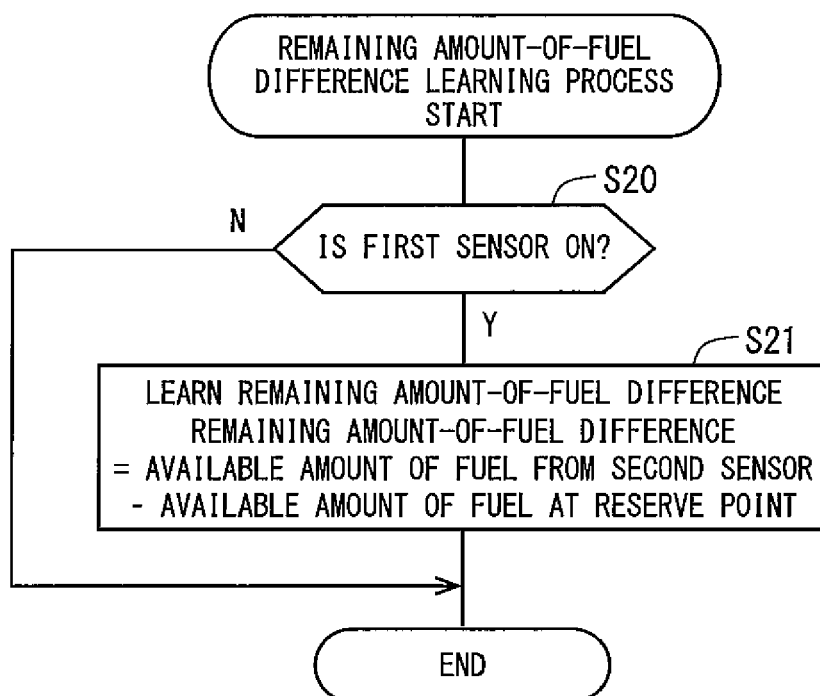 REMAINING AMOUNT-OF-FUEL
DIFFERENCE LEARNING PROCESS
START
S20
N
IS FIRST SENSOR ON?
Y
S21
LEARN REMAINING AMOUNT-OF-FUEL DIFFERENCE
REMAINING AMOUNT-OF-FUEL DIFFERENCE
= AVAILABLE AMOUNT OF FUEL FROM SECOND SENSOR
- AVAILABLE AMOUNT OF FUEL AT RESERVE POINT
END